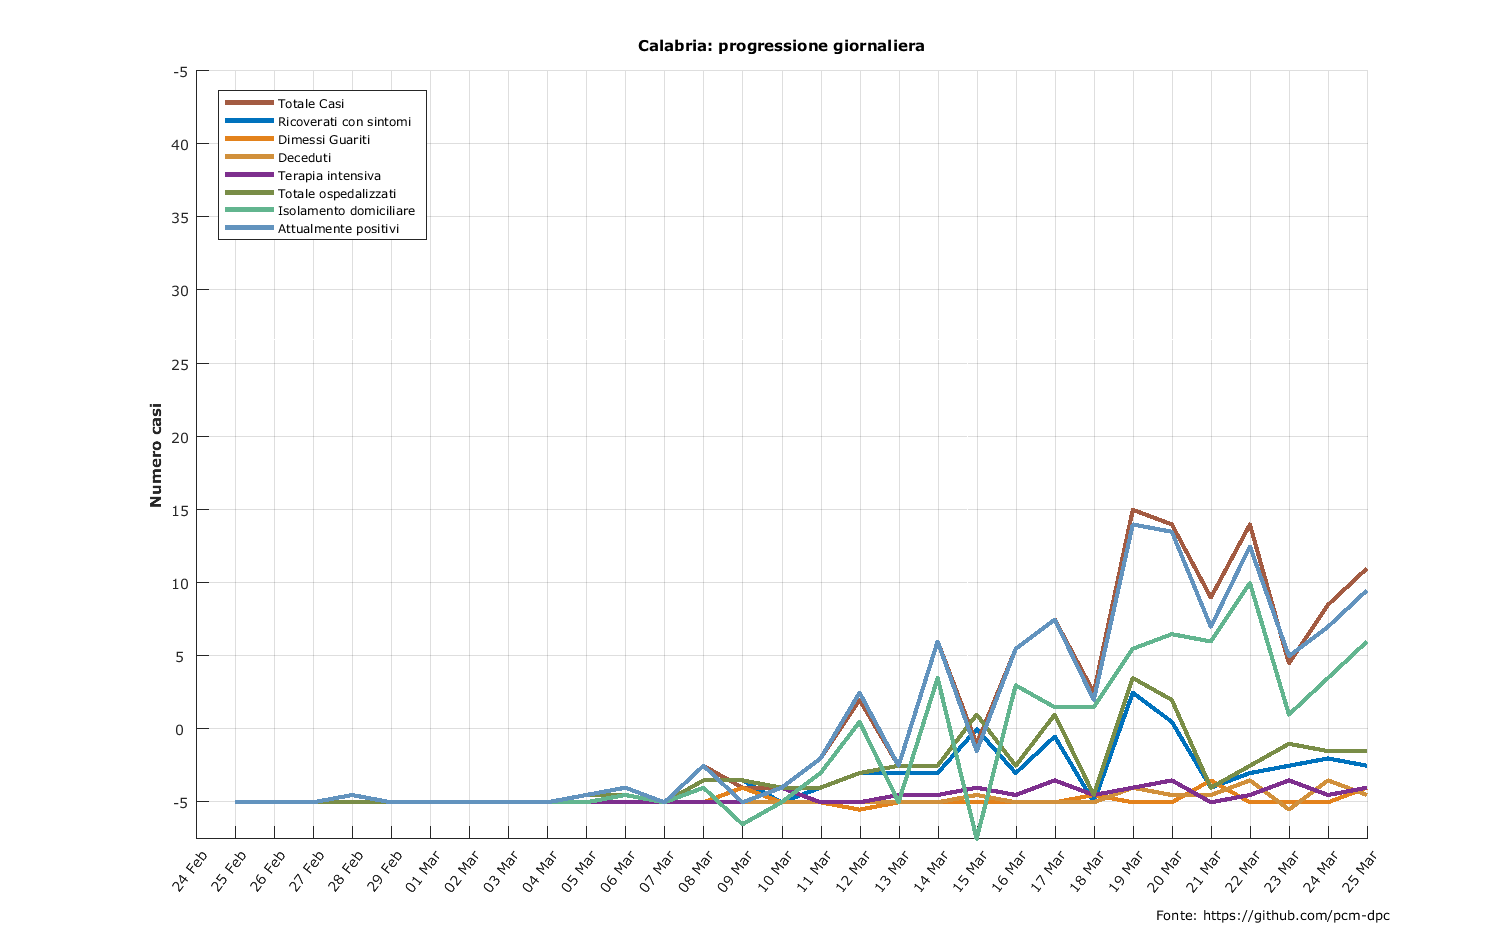 Calabria: progressione giornaliera
-5
40
35
30
25
20
15
10
5
0
-5
Numero casi
Totale Casi
Ricoverati con sintomi
Dimessi Guariti
Deceduti
Terapia intensiva
Totale ospedalizzati
Isolamento domiciliare
Attualmente positivi
24 Feb
25 Feb
26 Feb
27 Feb
28 Feb
29 Feb
01 Mar
02 Mar
03 Mar
04 Mar
05 Mar
06 Mar
07 Mar
08 Mar
09 Mar
10 Mar
11 Mar
12 Mar
13 Mar
14 Mar
15 Mar
16 Mar
17 Mar
18 Mar
19 Mar
20 Mar
21 Mar
22 Mar
23 Mar
24 Mar
25 Mar
Fonte: https://github.com/pcm-dpc